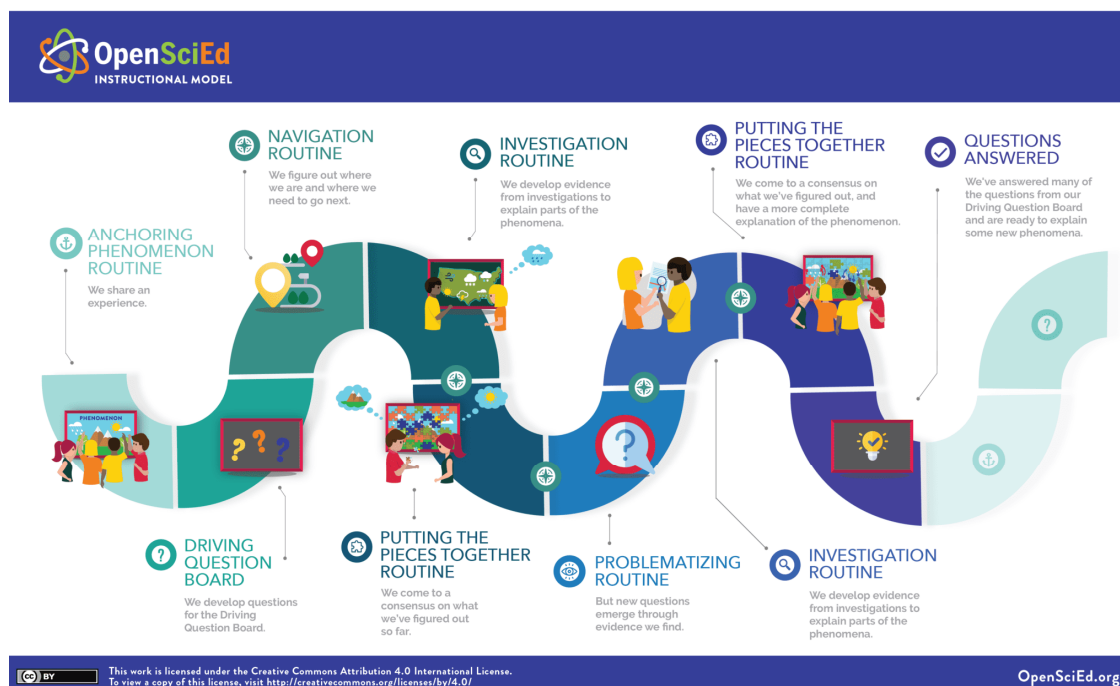 OpenSciEd
INSTRUCTIONAL MODEL
ANCHORING
PHENOMENON
ROUTINE
We share an
experience.
NAVIGATION
ROUTINE
We figure out where
we are and where we
need to go next.
INVESTIGATION
ROUTINE
We develop evidence
from investigations to
explain parts of the
phenomena.
PUTTING THE
PIECES TOGETHER
ROUTINE
We come to a consensus on
what we've figured out, and
have a more complete
explanation of the phenomenon.
QUESTIONS
ANSWERED
We've answered many of
the questions from our
Driving Question Board
and are ready to explain
some new phenomena.
PHENOMENON
? ? ?
?
?
?
DRIVING
QUESTION
BOARD
We develop questions
for the Driving
Question Board.
PUTTING THE
PIECES TOGETHER
ROUTINE
We come to a
consensus on what
we've figured out
so far.
PROBLEMATIZING
ROUTINE
But new questions
emerge through
evidence we find.
INVESTIGATION
ROUTINE
We develop evidence
from investigations to
explain parts of the
phenomena.
cc BY
This work is licensed under the Creative Commons Attribution 4.0 International License.
To view a copy of this license, visit http://creativecommons.org/licenses/by/4.0/
OpenSciEd.org